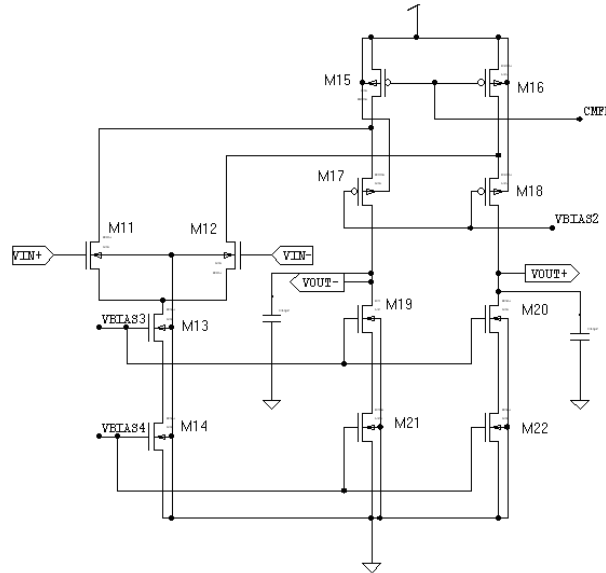 M15
M16
CMF
M17
M18
VBIAS2
M11
M12
VIN+
VIN-
VOUT-
VOUT+
VBIAS3
M13
M19
M20
VBIAS4
M14
M21
M22